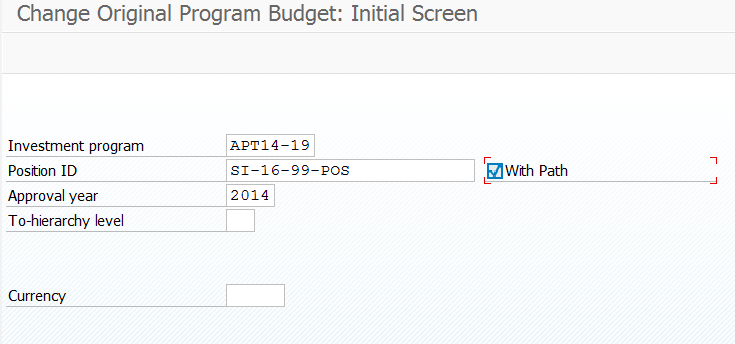 Change Original Program Budget: Initial Screen
Investment program APT14-19
Position ID SI-16-99-POS With Path
Approval year 2014
To-hierarchy level
Currency